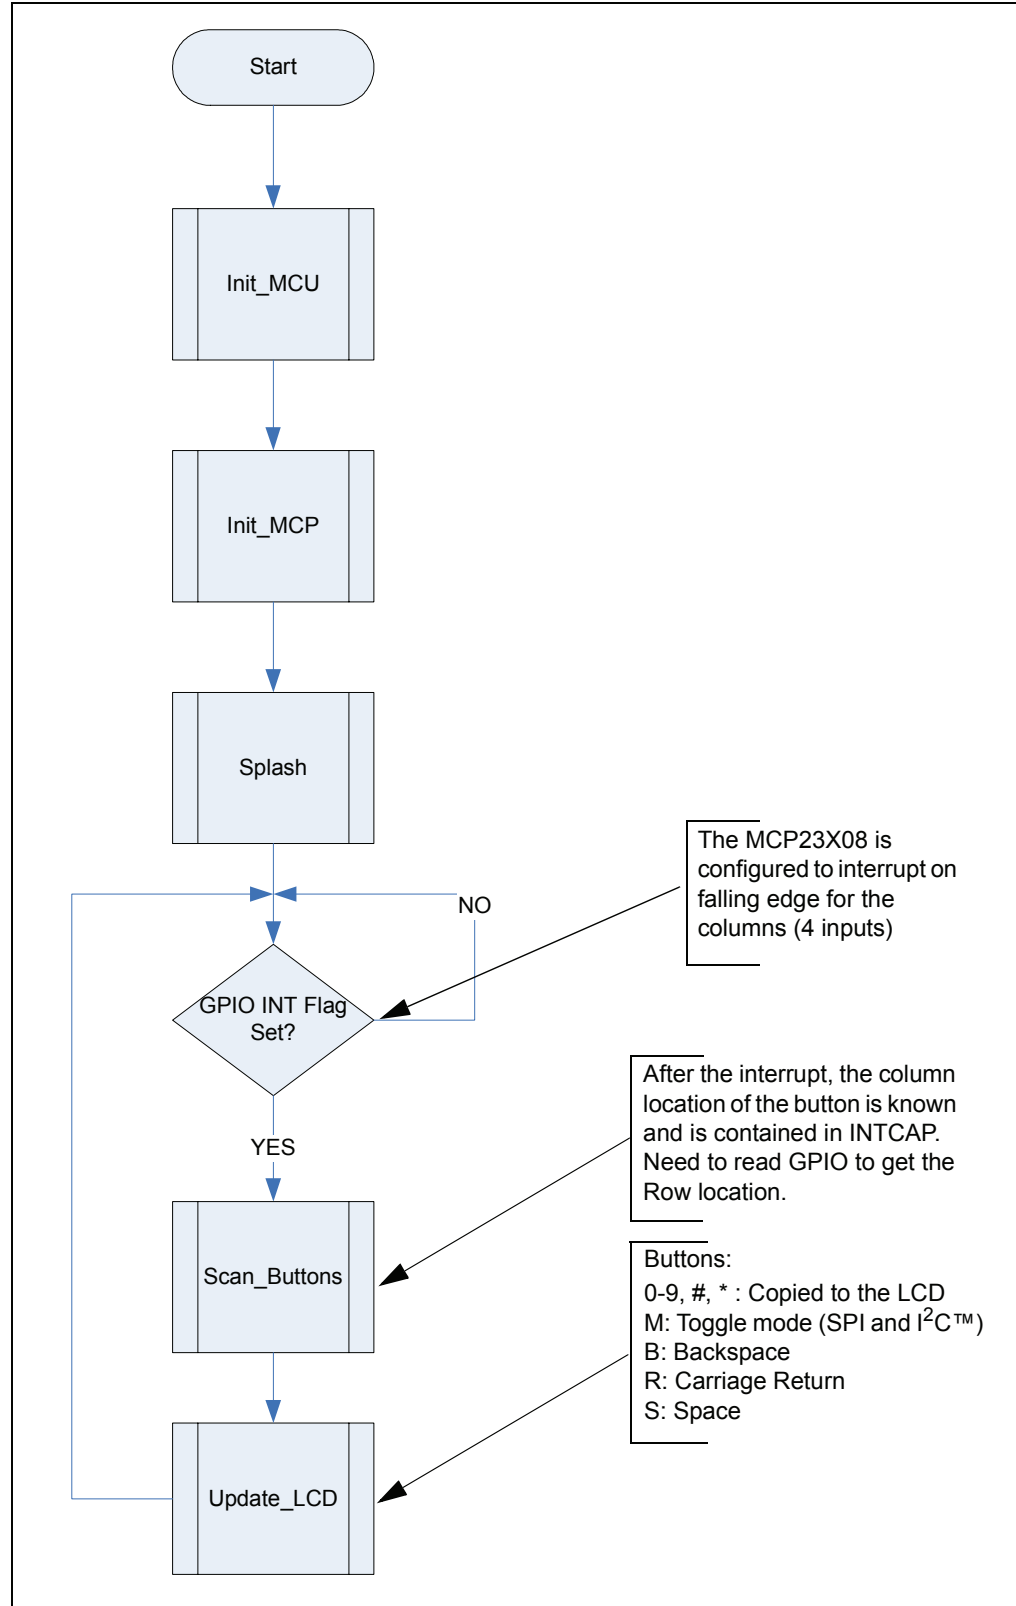 Start
Init_MCU
Init_MCP
Splash
The MCP23X08 is
configured to interrupt on
falling edge for the
columns (4 inputs)
NO
GPIO INT Flag
Set?
After the interrupt, the column
location of the button is known
and is contained in INTCAP.
Need to read GPIO to get the
Row location.
YES
Scan_Buttons
Buttons:
0-9, #, * : Copied to the LCD
M: Toggle mode (SPI and I²C™)
B: Backspace
R: Carriage Return
S: Space
Update_LCD